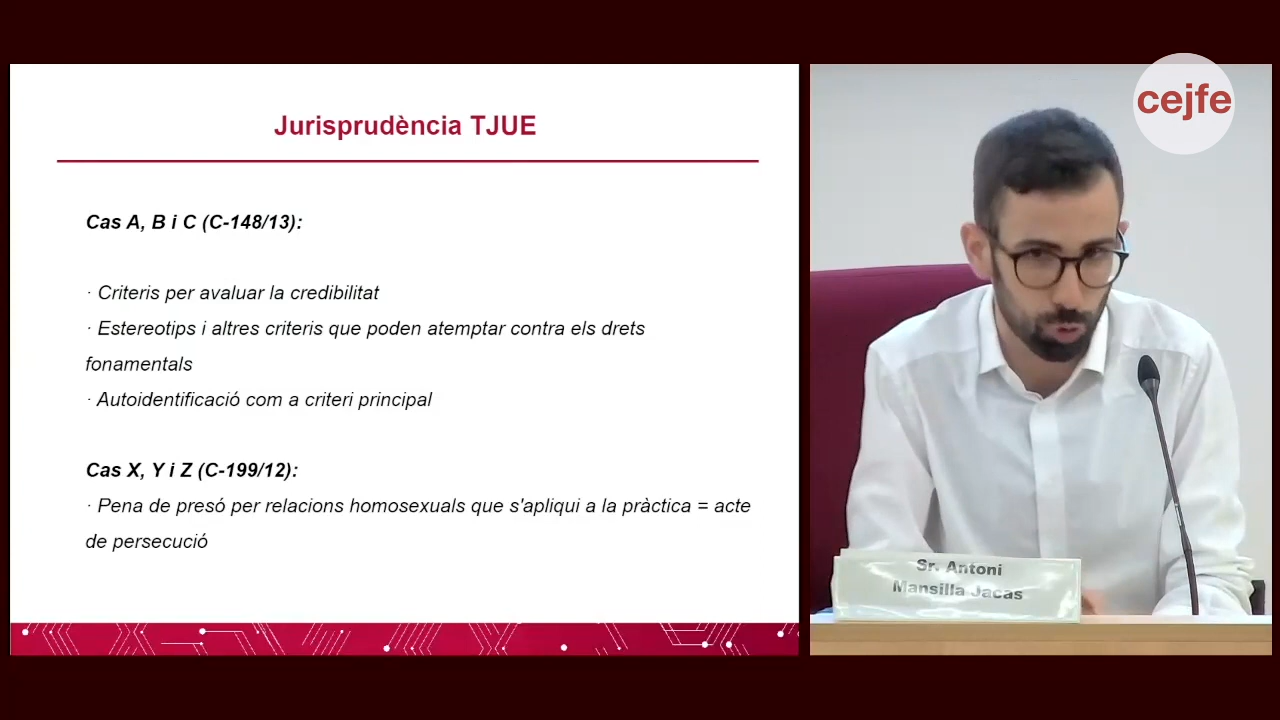 Jurisprudència TJUE
Cas A, B i C (C-148/13):
· Criteris per avaluar la credibilitat
· Estereotips i altres criteris que poden atemptar contra els drets
fonamentals
· Autoidentificació com a criteri principal
Cas X, Y i Z (C-199/12):
· Pena de presó per relacions homosexuals que s'apliqui a la pràctica = acte
de persecució
cejfe
Sr. Antoni
Mansilla Jacas